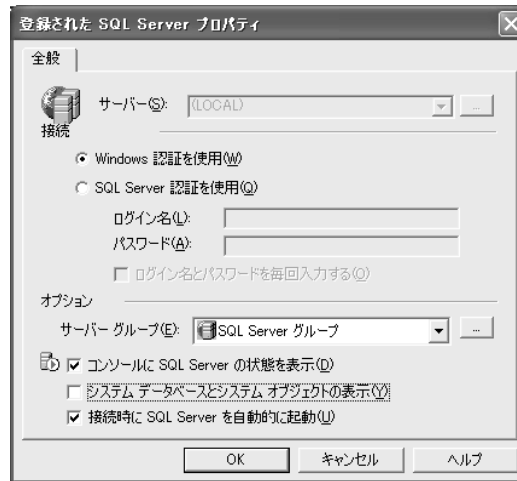 登録された SQL Server プロパティ
全般
サーバー(S): (LOCAL) ...
接続
Windows 認証を使用(W)
SQL Server 認証を使用(Q)
ログイン名(L):
パスワード(A):
ログイン名とパスワードを毎回入力する(O)
オプション
サーバー グループ(E): SQL Server グループ ...
コンソールに SQL Server の状態を表示(D)
システム データベースとシステム オブジェクトの表示(Y)
接続時に SQL Server を自動的に起動(U)
OK キャンセル ヘルプ